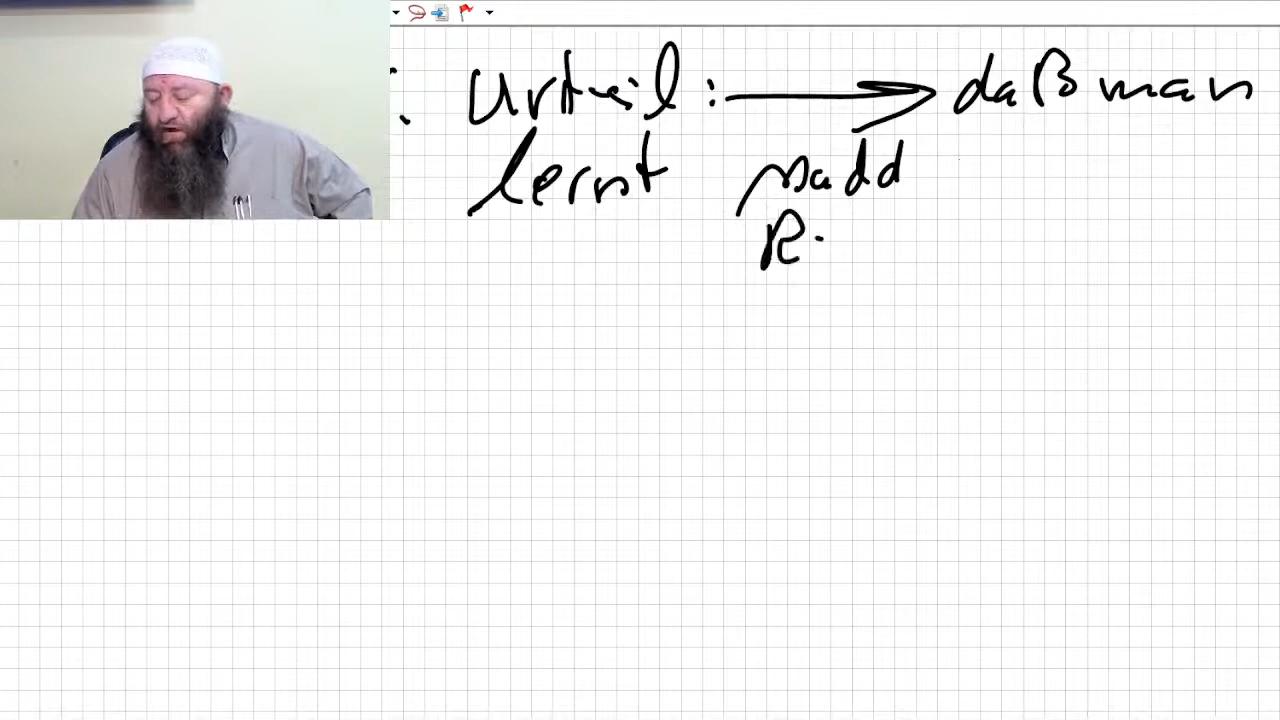 : Urteil: → daß man
lernt madd
R.